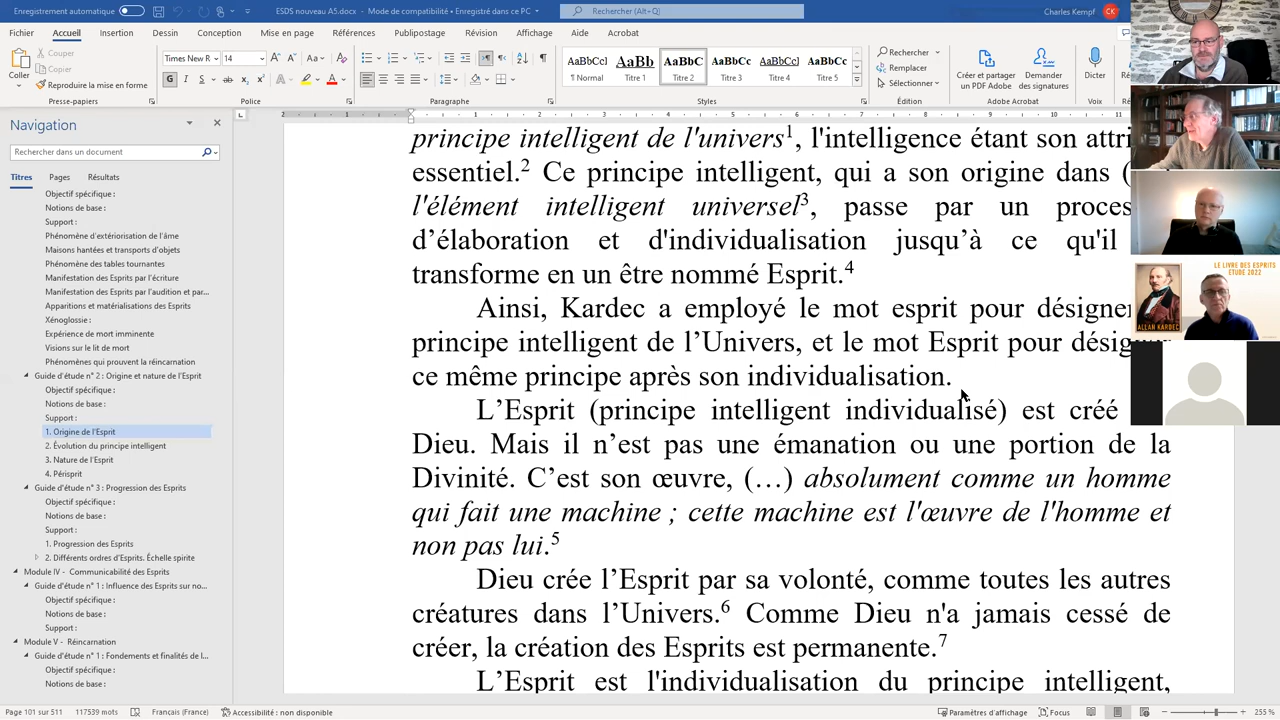 Enregistrement automatique
ESDS nouveau A5.docx - Mode de compatibilité • Enregistré dans ce PC
Rechercher (Alt+Q)
Charles Kempf
CK
Fichier Accueil Insertion Dessin Conception Mise en page Références Publipostage Révision Affichage Aide Acrobat
Coller
Couper
Copier
Reproduire la mise en forme
Presse-papiers
Times New R
14
Police
Paragraphe
AaBbCcI AaBb AaBbC AaBbCc AaBbCcI AaBbCc
¶ Normal Titre 1 Titre 2 Titre 3 Titre 4 Titre 5
Styles
Rechercher
Remplacer
Sélectionner
Édition
Créer et partager
un PDF Adobe
Demander
des signatures
Adobe Acrobat
Dicter
Voix
Navigation
Rechercher dans un document
Titres Pages Résultats
Objectif spécifique :
Notions de base :
Support :
Phénomène d'extériorisation de l'âme
Maisons hantées et transports d'objets
Phénomène des tables tournantes
Manifestation des Esprits par l'écriture
Manifestation des Esprits par l'audition et par...
Apparitions et matérialisations des Esprits
Xénoglossie :
Expérience de mort imminente
Visions sur le lit de mort
Phénomènes qui prouvent la réincarnation
Guide d'étude n° 2 : Origine et nature de l'Esprit
Objectif spécifique :
Notions de base :
Support :
1. Origine de l'Esprit
2. Évolution du principe intelligent
3. Nature de l'Esprit
4. Périsprit
Guide d'étude n° 3 : Progression des Esprits
Objectif spécifique :
Notions de base :
Support :
1. Progression des Esprits
2. Différents ordres d'Esprits. Échelle spirite
Module IV - Communicabilité des Esprits
Guide d'étude n° 1 : Influence des Esprits sur no...
Objectif spécifique :
Notions de base :
Support :
Module V - Réincarnation
Guide d'étude n° 1 : Fondements et finalités de l...
Objectif spécifique :
Notions de base :
principe intelligent de l'univers¹, l'intelligence étant son attri
essentiel.² Ce principe intelligent, qui a son origine dans (
l'élément intelligent universel³, passe par un proces
d’élaboration et d'individualisation jusqu’à ce qu'il
transforme en un être nommé Esprit.⁴
Ainsi, Kardec a employé le mot esprit pour désigner
principe intelligent de l’Univers, et le mot Esprit pour désig
ce même principe après son individualisation.
L’Esprit (principe intelligent individualisé) est créé
Dieu. Mais il n’est pas une émanation ou une portion de la
Divinité. C’est son œuvre, (…) absolument comme un homme
qui fait une machine ; cette machine est l'œuvre de l'homme et
non pas lui.⁵
Dieu crée l’Esprit par sa volonté, comme toutes les autres
créatures dans l’Univers.⁶ Comme Dieu n'a jamais cessé de
créer, la création des Esprits est permanente.⁷
L’Esprit est l'individualisation du principe intelligent,
LE LIVRE DES ESPRITS
ETUDE 2022
ALLAN KARDEC
Page 101 sur 511 117539 mots Français (France) Accessibilité : non disponible
Paramètres d'affichage Focus 255 %